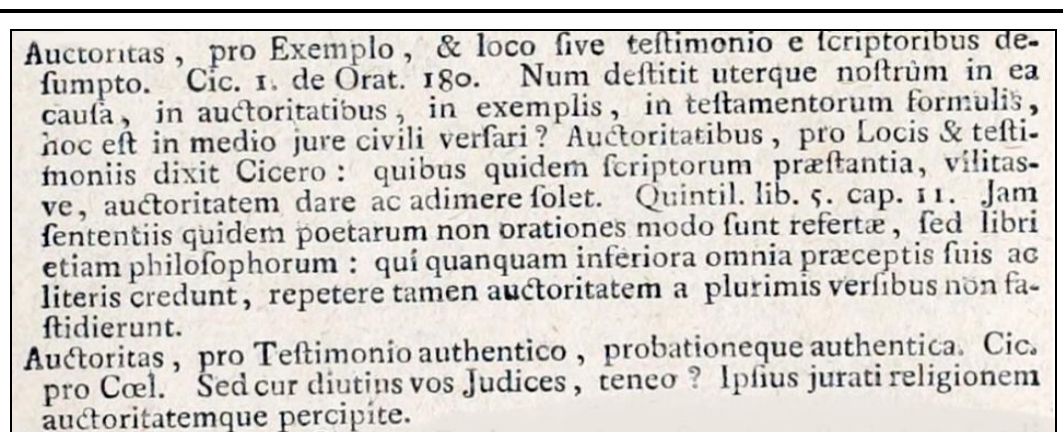 Auctoritas, pro Exemplo, & loco ſive teſtimonio e ſcriptoribus de-
ſumpto. Cic. 1. de Orat. 180. Num deſtitit uterque noſtrùm in ea
cauſa, in auctoritatibus, in exemplis, in teſtamentorum formulis,
hoc eſt in medio jure civili verſari? Auctoritatibus, pro Locis & teſti-
moniis dixit Cicero: quibus quidem ſcriptorum præſtantia, vilitas-
ve, auctoritatem dare ac adimere ſolet. Quintil. lib. 5. cap. 11. Jam
ſententiis quidem poetarum non orationes modo ſunt refertæ, ſed libri
etiam philoſophorum: qui quanquam inferiora omnia præceptis ſuis ac
literis credunt, repetere tamen auctoritatem a plurimis verſibus non fa-
ſtidierunt.
Auctoritas, pro Teſtimonio authentico, probationeque authentica. Cic.
pro Cœl. Sed cur diutius vos Judices, teneo? Ipſius jurati religionem
auctoritatemque percipite.